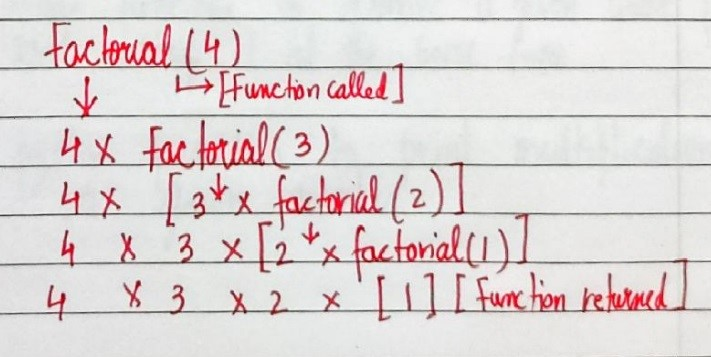 factorial (4)
↓ ↳ [Function called]
4 × factorial(3)
4 × [3 ↓ × factorial (2)]
4 × 3 × [2 ↓ × factorial(1)]
4 × 3 × 2 × [1] [function returned]